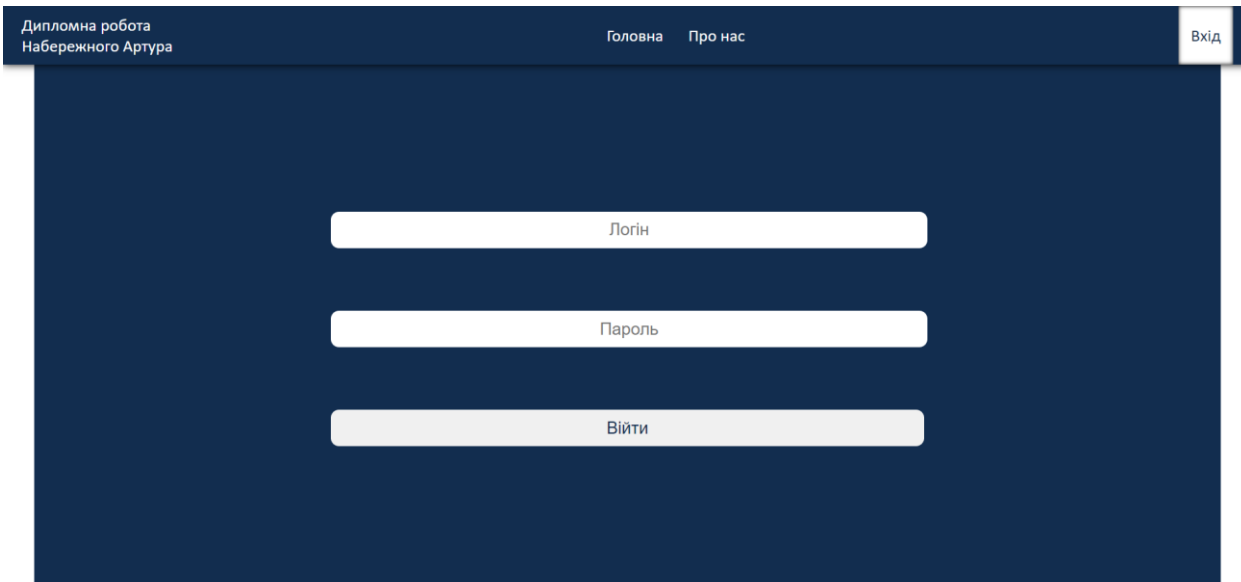 Дипломна робота
Набережного Артура
Головна Про нас
Вхід
Логін
Пароль
Війти